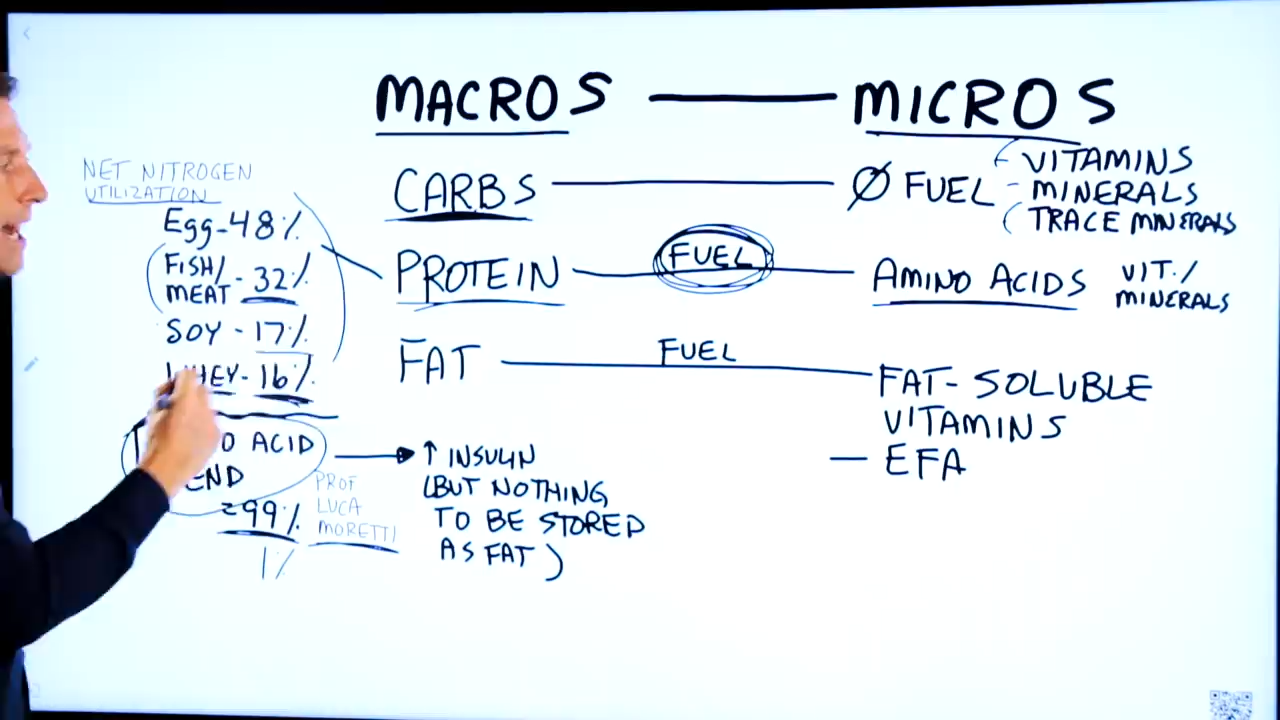 MACROS — MICROS
NET NITROGEN
UTILIZATION
Egg-48%
FISH/
MEAT - 32%
SOY - 17%
WHEY- 16%
ACID
99%
1%
PROF
LUCA
MORETTI
CARBS
PROTEIN
FAT
FUEL
FUEL
↑ INSULIN
(BUT NOTHING
TO BE STORED
AS FAT)
Ø FUEL
- VITAMINS
- MINERALS
TRACE MINERALS
AMINO ACIDS
VIT./
MINERALS
FAT-SOLUBLE
VITAMINS
— EFA